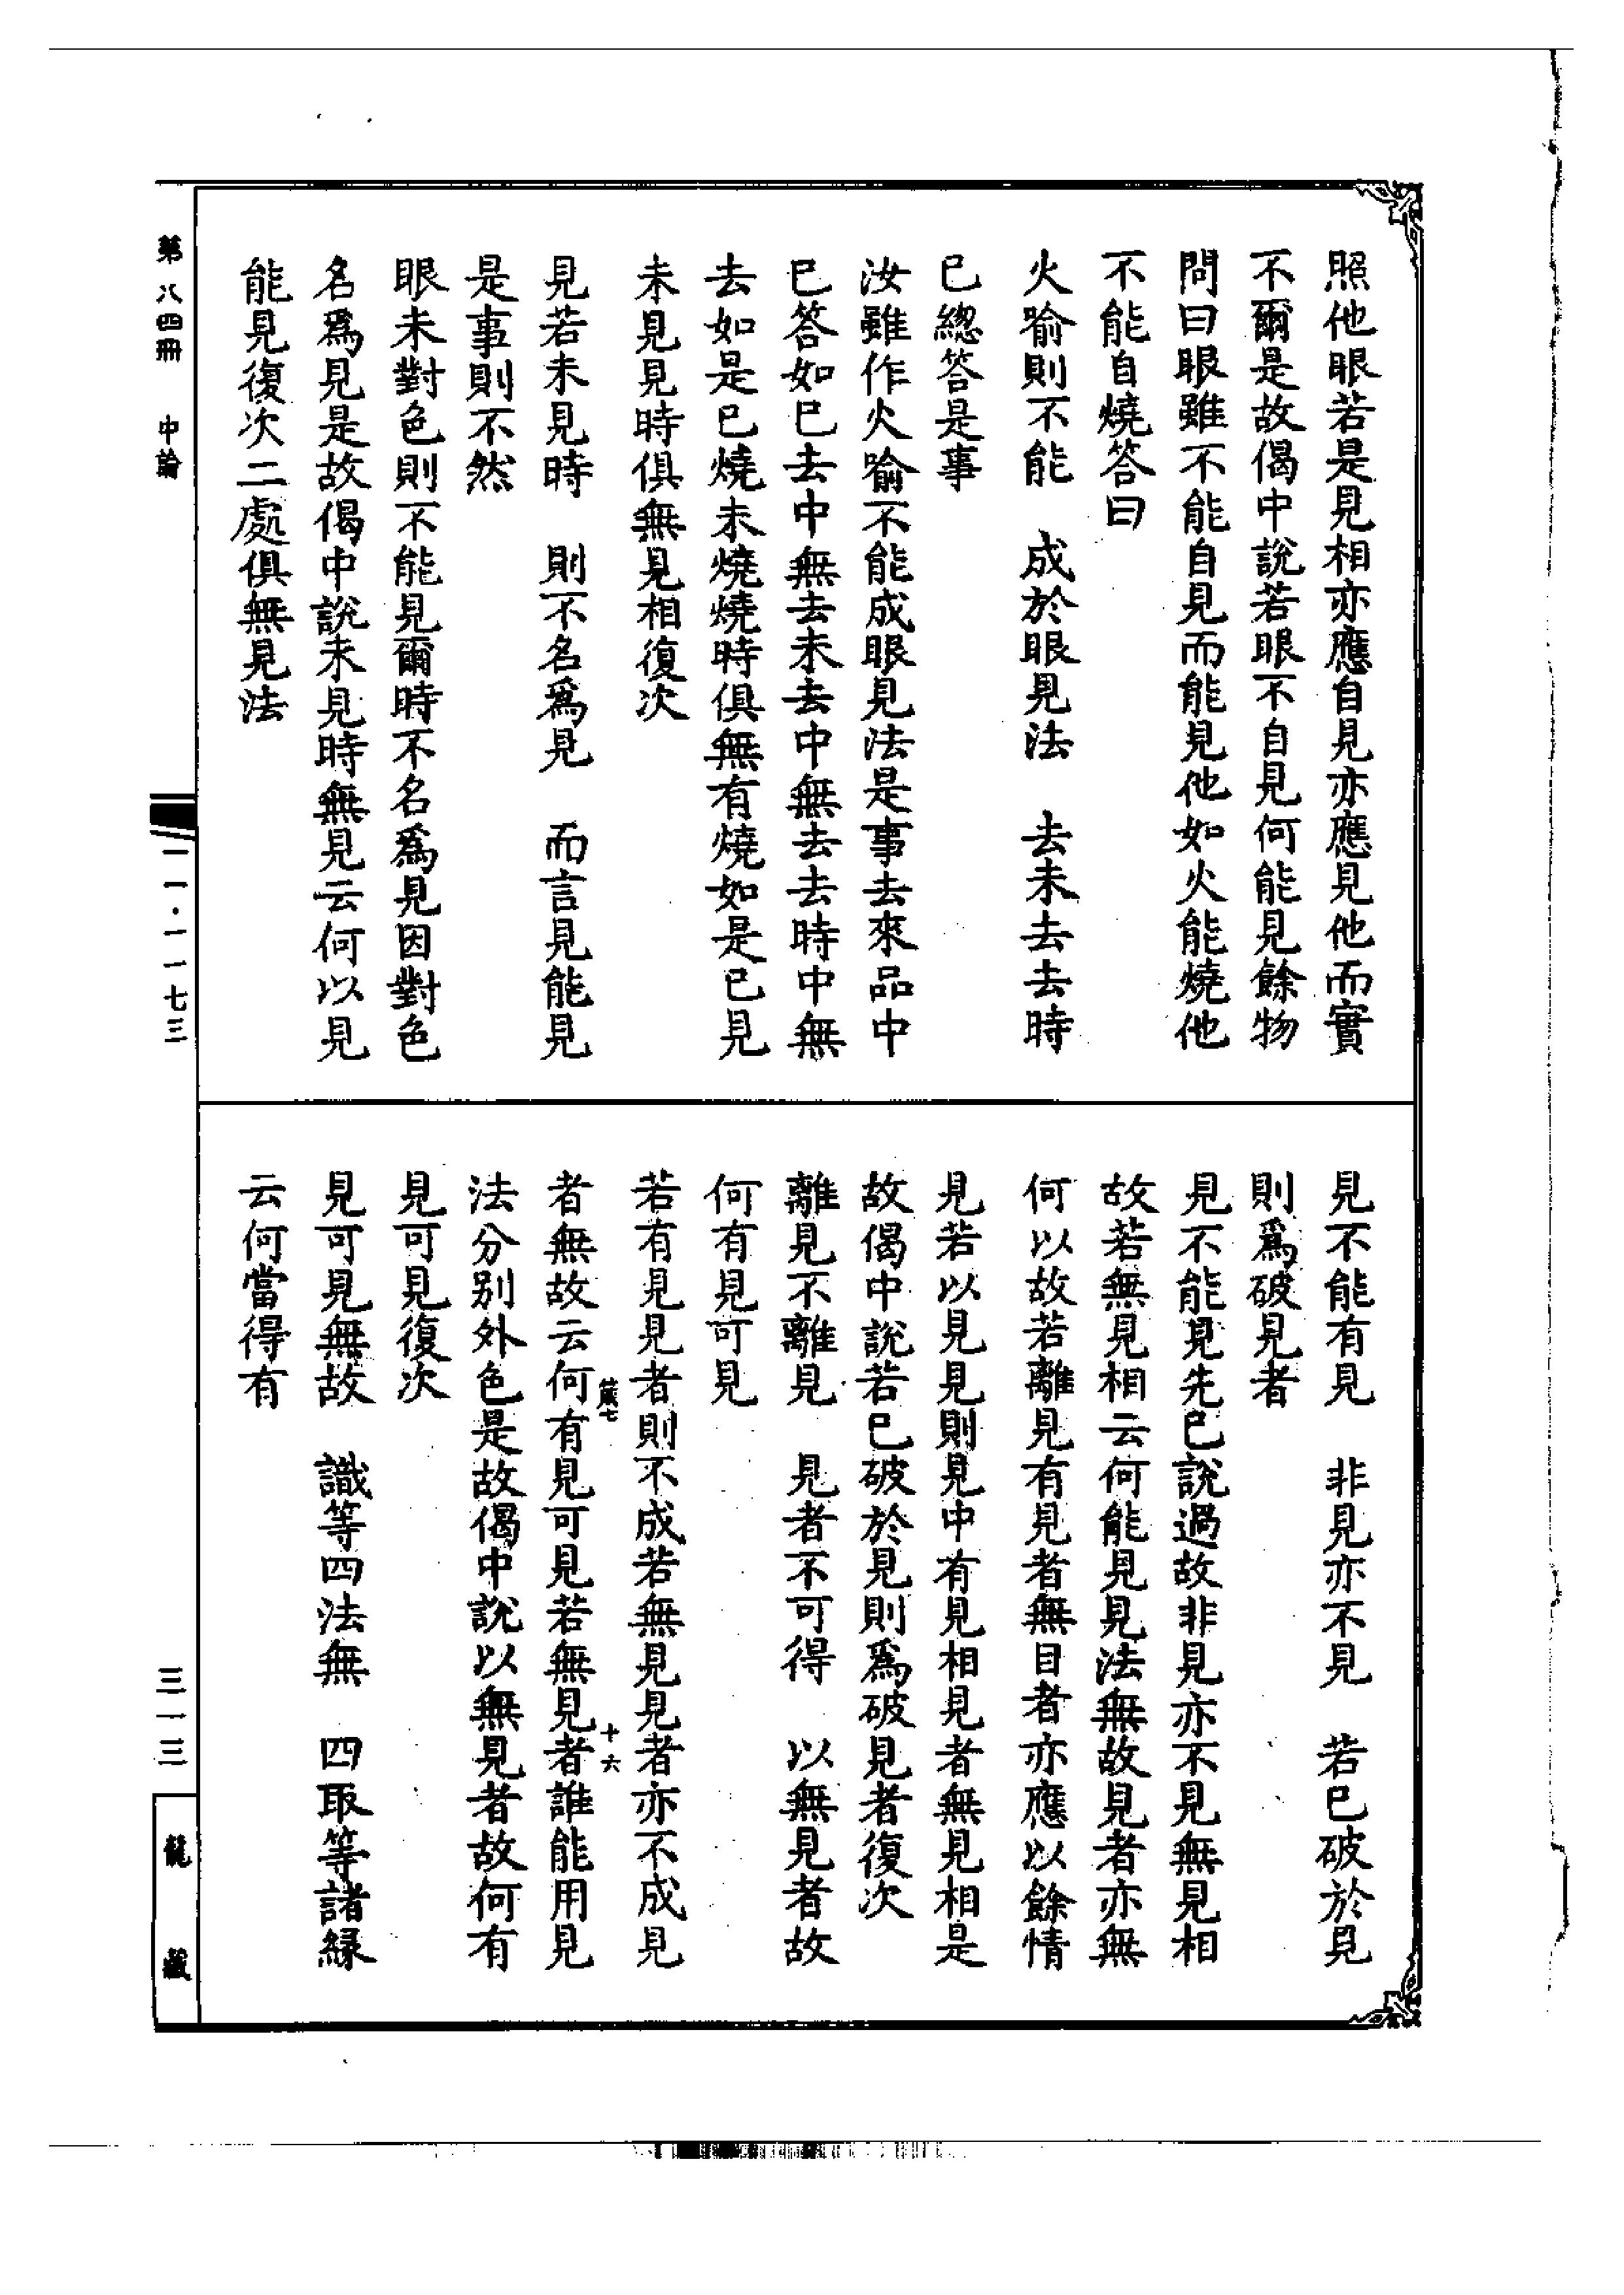 照他眼若是見相亦應自見亦應見他而實
不爾是故偈中說若眼不自見何能見餘物
問曰眼雖不能自見而能見他如火能燒他
不能自燒答曰
火喻則不能　成於眼見法　去未去去時
已總答是事
汝雖作火喻不能成眼見法是事去來品中
已答如已去中無去未去中無去去時中無
去如是已燒未燒燒時俱無有燒如是已見
未見見時俱無見相復次
見若未見時　則不名為見　而言見能見
是事則不然
眼未對色則不能見爾時不名為見因對色
名為見是故偈中說未見時無見云何以見
能見復次二處俱無見法
見不能有見　非見亦不見　若已破於見
則為破見者
見不能見先已說過故非見亦不見無見相
故若無見相云何能見見法無故見者亦無
何以故若離見有見者無目者亦應以餘情
見若以見見則見中有見相見者無見相是
故偈中說若已破於見則為破見者復次
離見不離見　見者不可得　以無見者故
何有見可見
若有見見者則不成若無見見者亦不成見
者無故云何有見可見若無見者誰能用見
法分別外色是故偈中說以無見者故何有
見可見復次
見可見無故　識等四法無　四取等諸緣
云何當得有
十六
第八四冊　中論
一一·一一七三
三一三
龍藏